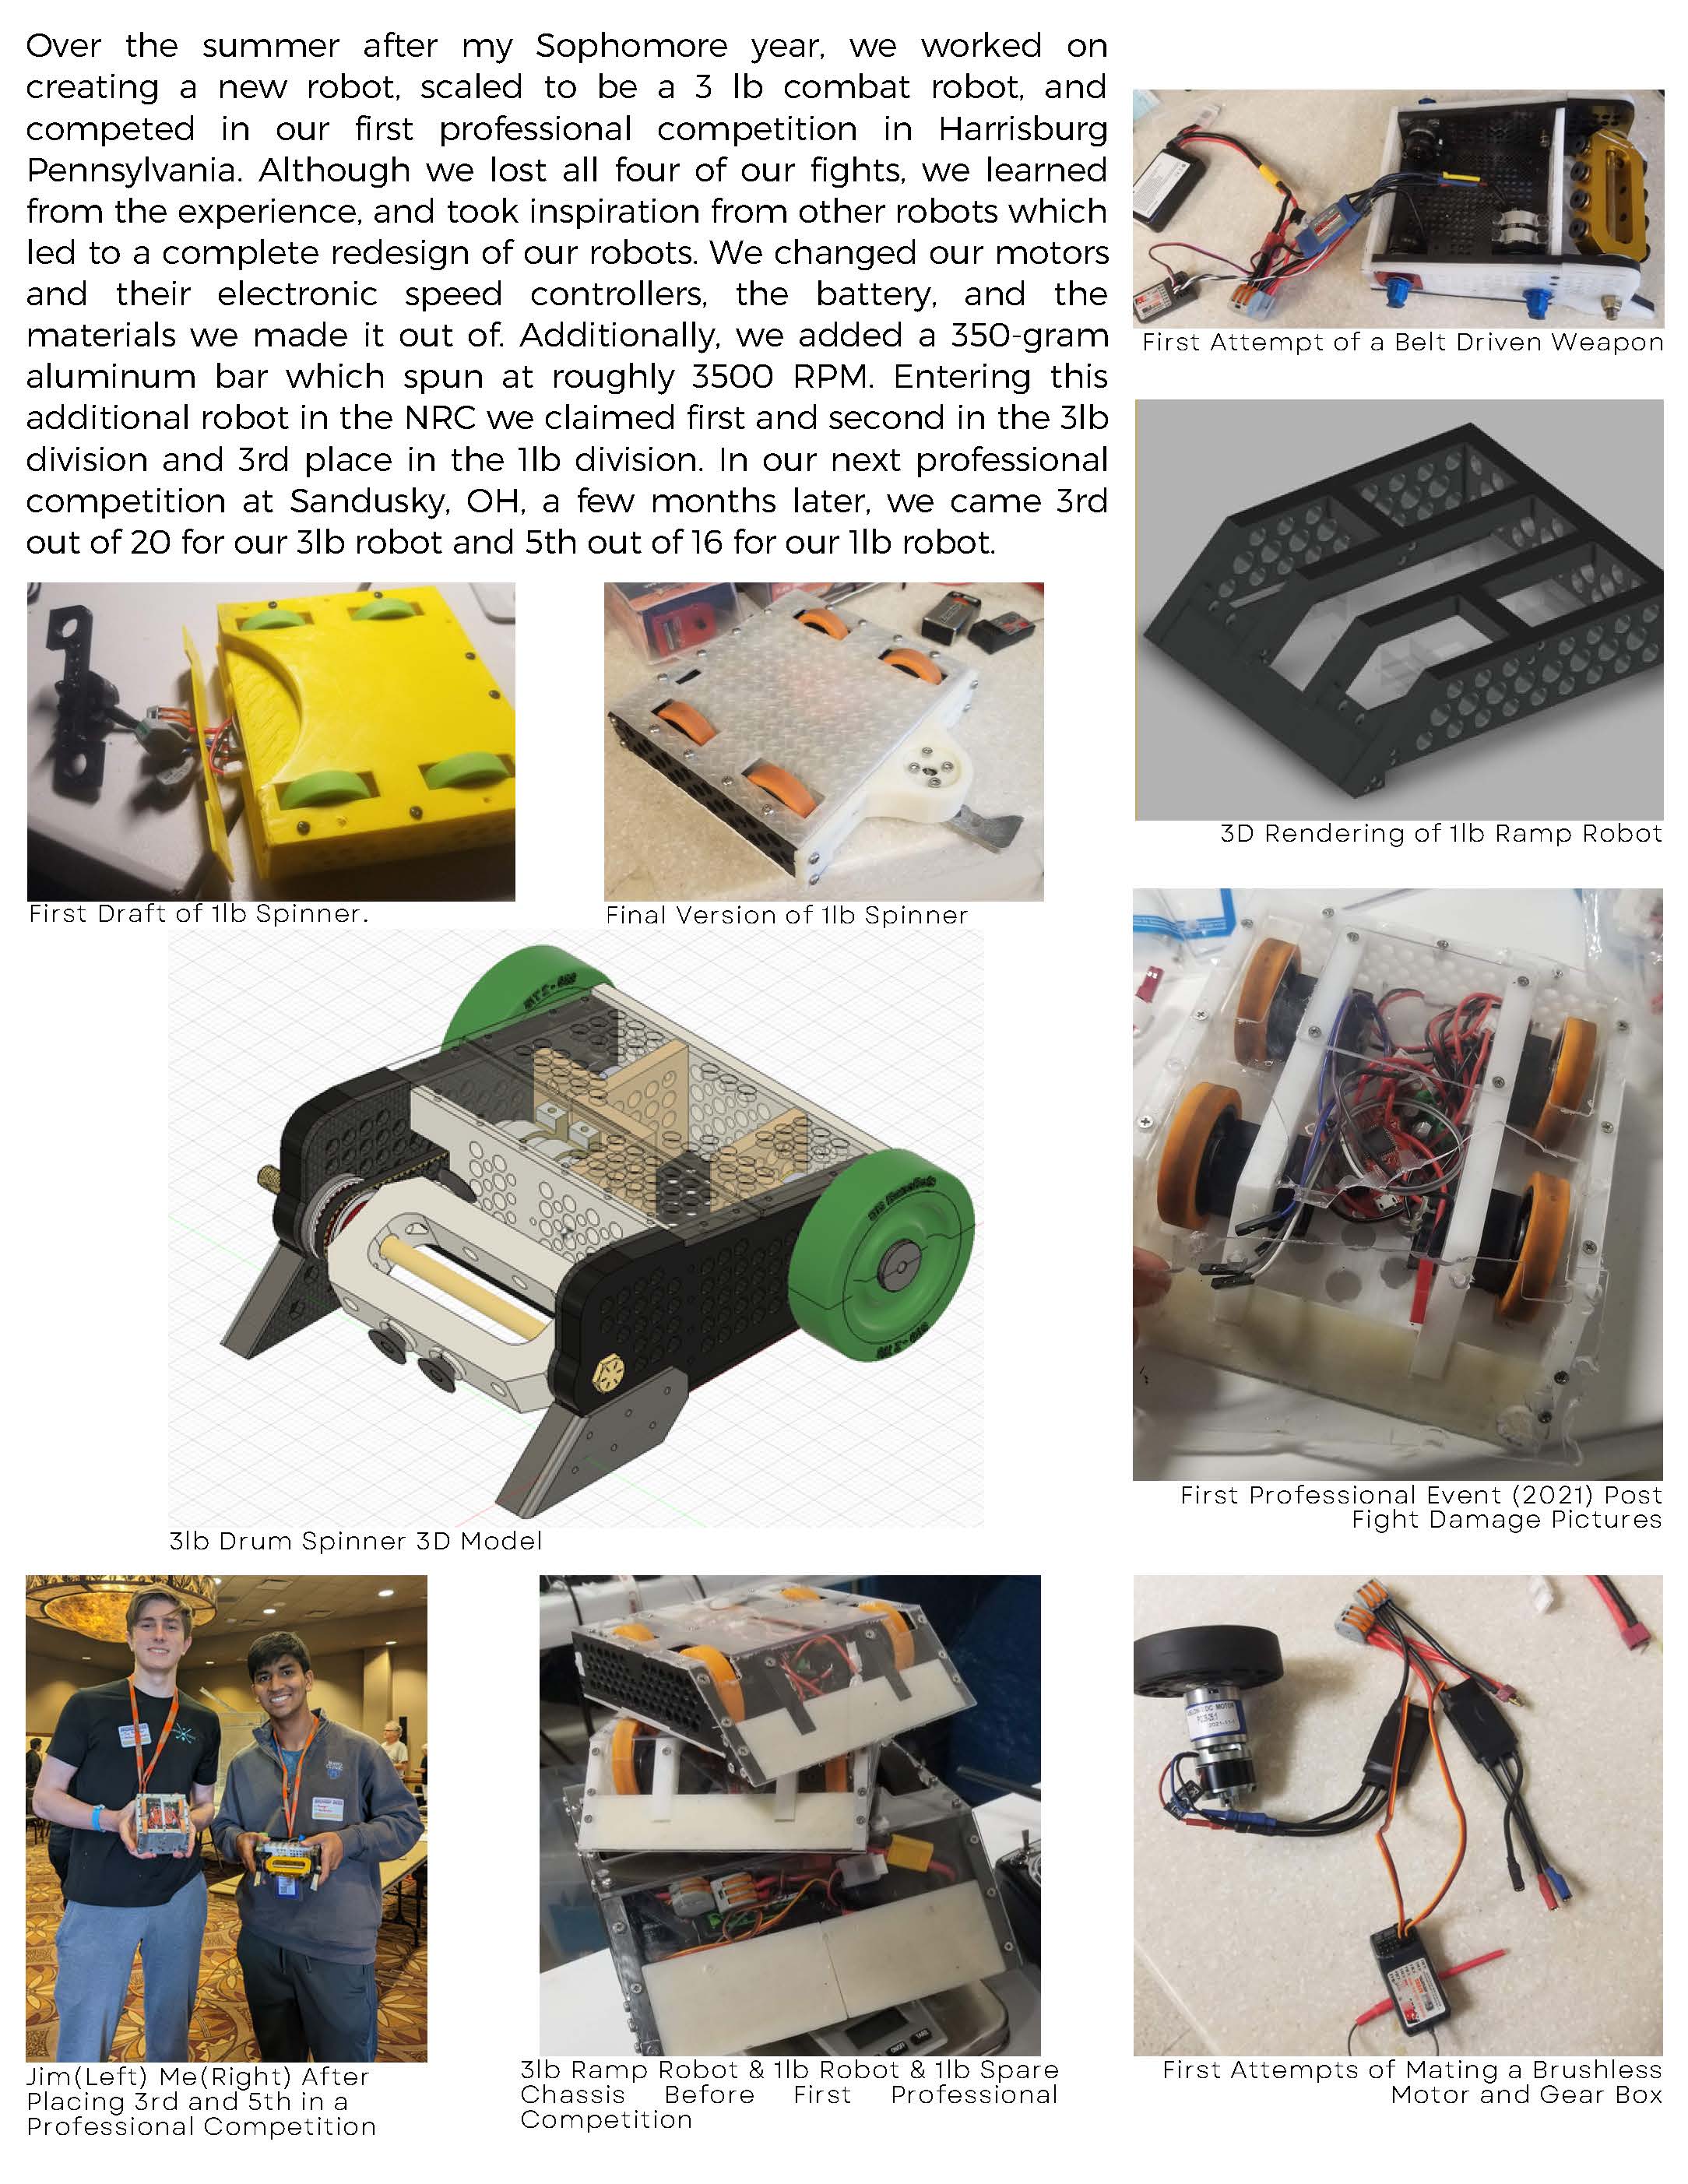 Over the summer after my Sophomore year, we worked on
creating a new robot, scaled to be a 3 lb combat robot, and
competed in our first professional competition in Harrisburg
Pennsylvania. Although we lost all four of our fights, we learned
from the experience, and took inspiration from other robots which
led to a complete redesign of our robots. We changed our motors
and their electronic speed controllers, the battery, and the
materials we made it out of. Additionally, we added a 350-gram
aluminum bar which spun at roughly 3500 RPM. Entering this
additional robot in the NRC we claimed first and second in the 3lb
division and 3rd place in the 1lb division. In our next professional
competition at Sandusky, OH, a few months later, we came 3rd
out of 20 for our 3lb robot and 5th out of 16 for our 1lb robot.
First Attempt of a Belt Driven Weapon
3D Rendering of 1lb Ramp Robot
First Draft of 1lb Spinner.
Final Version of 1lb Spinner
3lb Drum Spinner 3D Model
First Professional Event (2021) Post
Fight Damage Pictures
Jim(Left) Me(Right) After
Placing 3rd and 5th in a
Professional Competition
3lb Ramp Robot & 1lb Robot & 1lb Spare
Chassis Before First Professional
Competition
First Attempts of Mating a Brushless
Motor and Gear Box